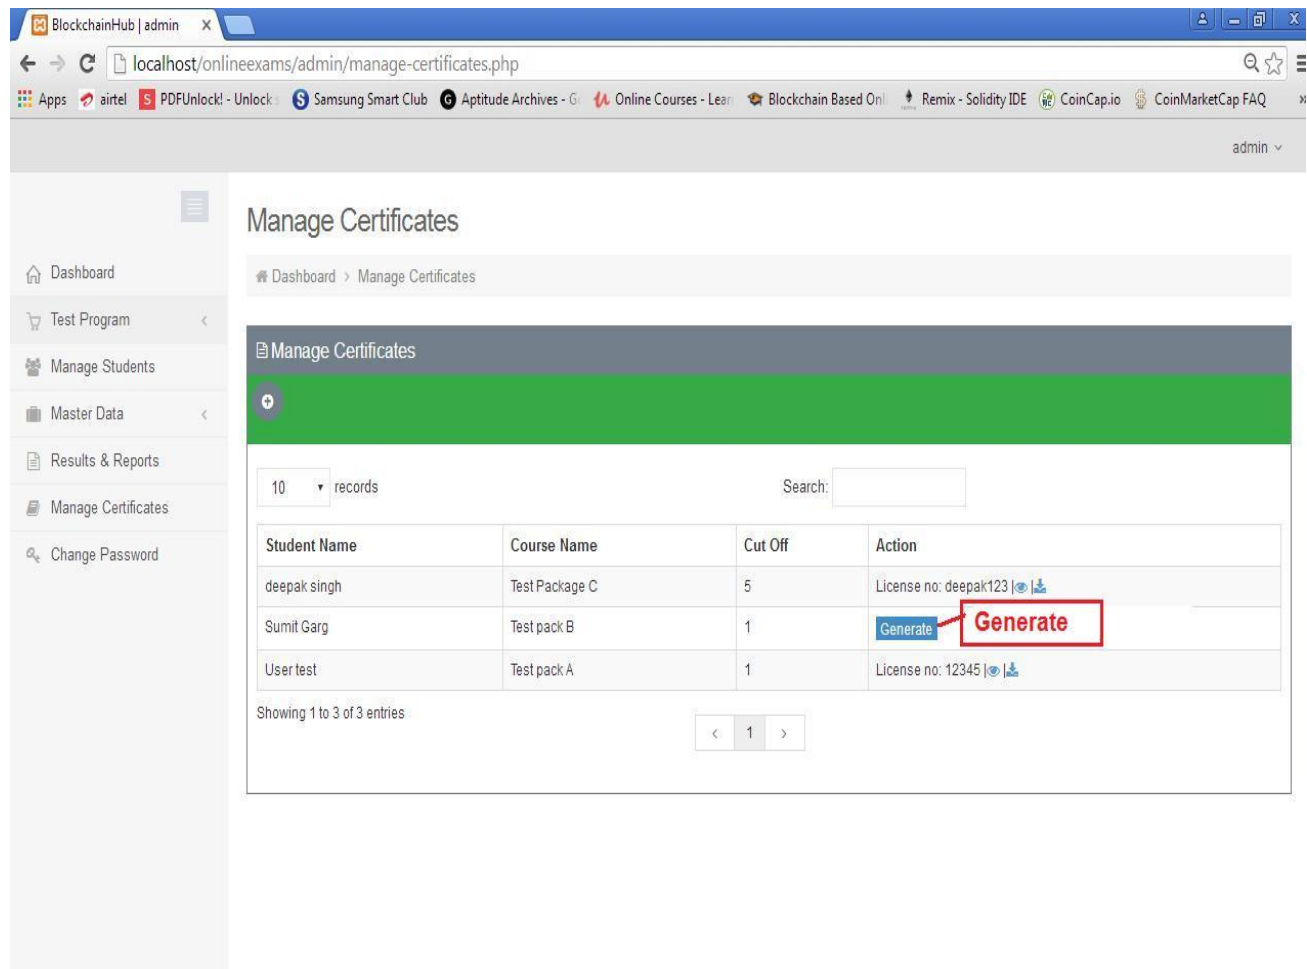 BlockchainHub | admin
localhost/onlineexams/admin/manage-certificates.php
Apps airtel PDFUnlock! - Unlock Samsung Smart Club Aptitude Archives - G Online Courses - Lear Blockchain Based Onl Remix - Solidity IDE CoinCap.io CoinMarketCap FAQ
admin
Manage Certificates
Dashboard
Dashboard > Manage Certificates
Test Program
Manage Certificates
Manage Students
Master Data
Results & Reports
Manage Certificates
Change Password
10 records Search:
Student Name Course Name Cut Off Action
deepak singh Test Package C 5 License no: deepak123 | |
Sumit Garg Test pack B 1 Generate Generate
User test Test pack A 1 License no: 12345 | |
Showing 1 to 3 of 3 entries
< 1 >